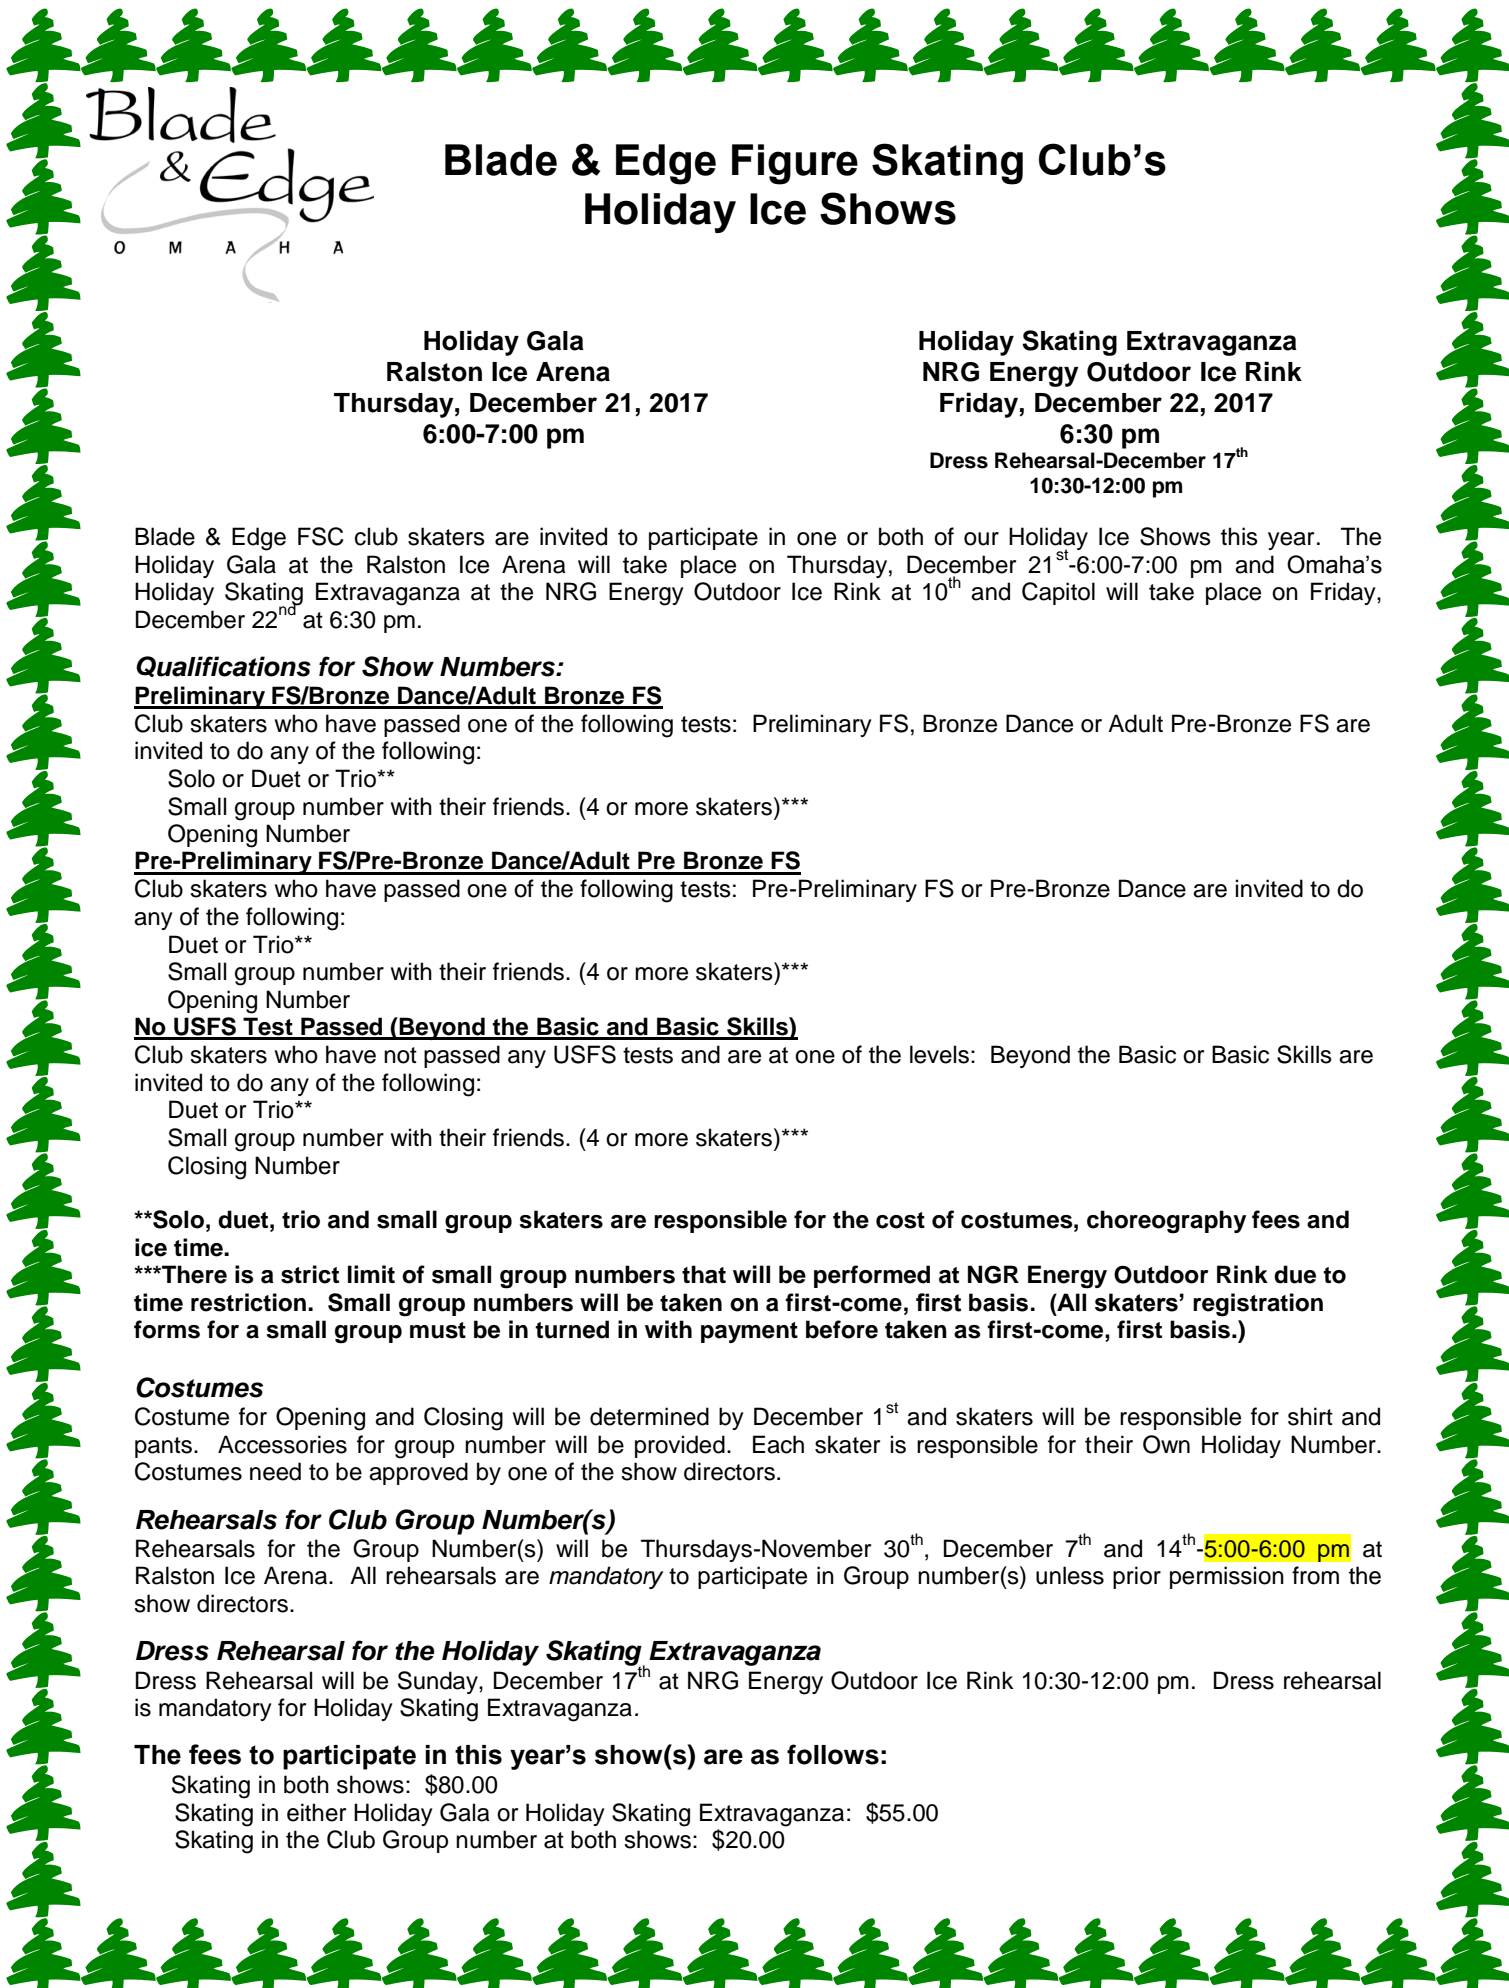 Blade
& Edge
OMAHA
Blade & Edge Figure Skating Club's
Holiday Ice Shows
Holiday Gala
Ralston Ice Arena
Thursday, December 21, 2017
6:00-7:00 pm
Holiday Skating Extravaganza
NRG Energy Outdoor Ice Rink
Friday, December 22, 2017
6:30 pm
Dress Rehearsal-December 17th
10:30-12:00 pm
Blade & Edge FSC club skaters are invited to participate in one or both of our Holiday Ice Shows this year. The
Holiday Gala at the Ralston Ice Arena will take place on Thursday, December 21st-6:00-7:00 pm and Omaha's
Holiday Skating Extravaganza at the NRG Energy Outdoor Ice Rink at 10th and Capitol will take place on Friday,
December 22nd at 6:30 pm.
Qualifications for Show Numbers:
Preliminary FS/Bronze Dance/Adult Bronze FS
Club skaters who have passed one of the following tests: Preliminary FS, Bronze Dance or Adult Pre-Bronze FS are
invited to do any of the following:
Solo or Duet or Trio**
Small group number with their friends. (4 or more skaters)***
Opening Number
Pre-Preliminary FS/Pre-Bronze Dance/Adult Pre Bronze FS
Club skaters who have passed one of the following tests: Pre-Preliminary FS or Pre-Bronze Dance are invited to do
any of the following:
Duet or Trio**
Small group number with their friends. (4 or more skaters)***
Opening Number
No USFS Test Passed (Beyond the Basic and Basic Skills)
Club skaters who have not passed any USFS tests and are at one of the levels: Beyond the Basic or Basic Skills are
invited to do any of the following:
Duet or Trio**
Small group number with their friends. (4 or more skaters)***
Closing Number
**Solo, duet, trio and small group skaters are responsible for the cost of costumes, choreography fees and
ice time.
***There is a strict limit of small group numbers that will be performed at NGR Energy Outdoor Rink due to
time restriction. Small group numbers will be taken on a first-come, first basis. (All skaters' registration
forms for a small group must be in turned in with payment before taken as first-come, first basis.)
Costumes
Costume for Opening and Closing will be determined by December 1st and skaters will be responsible for shirt and
pants. Accessories for group number will be provided. Each skater is responsible for their Own Holiday Number.
Costumes need to be approved by one of the show directors.
Rehearsals for Club Group Number(s)
Rehearsals for the Group Number(s) will be Thursdays-November 30th, December 7th and 14th-5:00-6:00 pm at
Ralston Ice Arena. All rehearsals are mandatory to participate in Group number(s) unless prior permission from the
show directors.
Dress Rehearsal for the Holiday Skating Extravaganza
Dress Rehearsal will be Sunday, December 17th at NRG Energy Outdoor Ice Rink 10:30-12:00 pm. Dress rehearsal
is mandatory for Holiday Skating Extravaganza.
The fees to participate in this year's show(s) are as follows:
Skating in both shows: $80.00
Skating in either Holiday Gala or Holiday Skating Extravaganza: $55.00
Skating in the Club Group number at both shows: $20.00